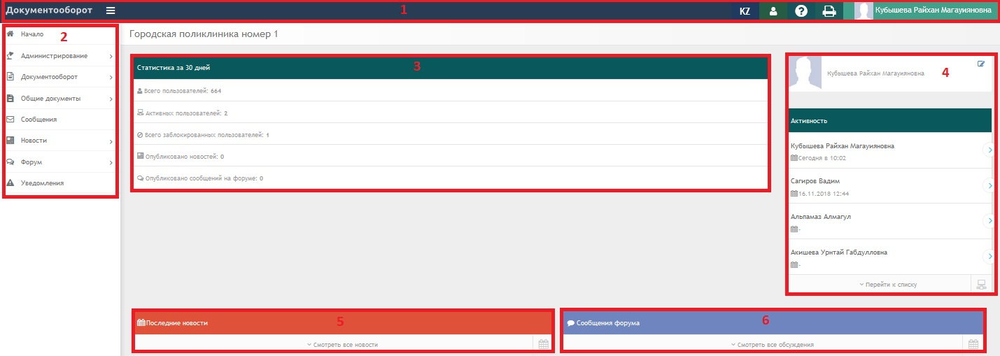 Документооборот
1
KZ
Кубышева Райхан Магауияновна
2
Начало
Администрирование
Документооборот
Общие документы
Сообщения
Новости
Форум
Уведомления
Городская поликлиника номер 1
3
Статистика за 30 дней
Всего пользователей: 664
Активных пользователей: 2
Всего заблокированных пользователей: 1
Опубликовано новостей: 0
Опубликовано сообщений на форуме: 0
4
Кубышева Райхан Магауияновна
Активность
Кубышева Райхан Магауияновна
Сегодня в 10:02
Сагиров Вадим
16.11.2018 12:44
Альпамаз Алмагул
-
Акишева Урнтай Габдулловна
-
Перейти к списку
5
Последние новости
Смотреть все новости
6
Сообщения форума
Смотреть все обсуждения